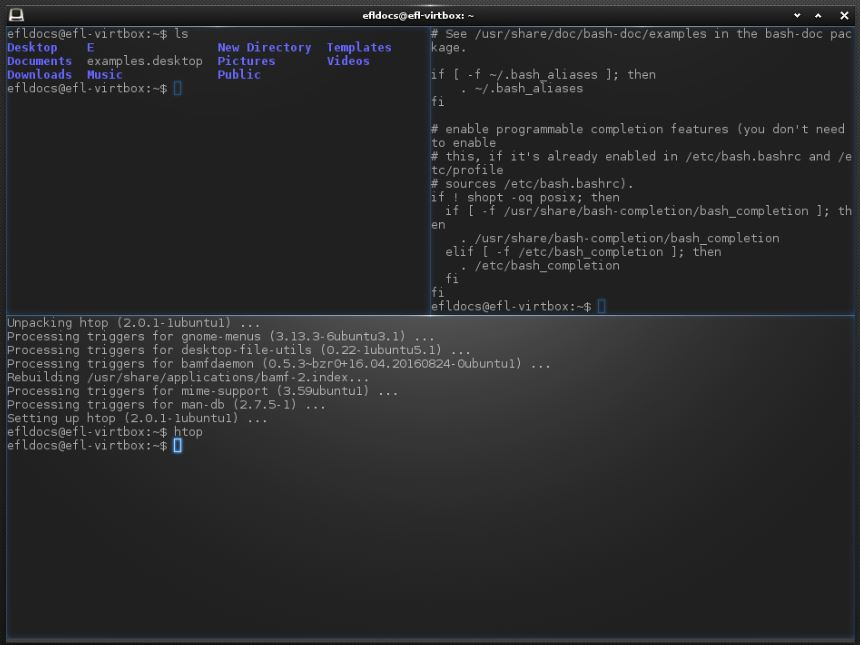 efldocs@efl-virtbox: ~
efldocs@efl-virtbox:~$ ls
Desktop E New Directory Templates
Documents examples.desktop Pictures Videos
Downloads Music Public
efldocs@efl-virtbox:~$
# See /usr/share/doc/bash-doc/examples in the bash-doc pac
kage.
if [ -f ~/.bash_aliases ]; then
. ~/.bash_aliases
fi
# enable programmable completion features (you don't need
to enable
# this, if it's already enabled in /etc/bash.bashrc and /e
tc/profile
# sources /etc/bash.bashrc).
if ! shopt -oq posix; then
if [ -f /usr/share/bash-completion/bash_completion ]; th
en
. /usr/share/bash-completion/bash_completion
elif [ -f /etc/bash_completion ]; then
. /etc/bash_completion
fi
fi
efldocs@efl-virtbox:~$
Unpacking htop (2.0.1-1ubuntu1) ...
Processing triggers for gnome-menus (3.13.3-6ubuntu3.1) ...
Processing triggers for desktop-file-utils (0.22-1ubuntu5.1) ...
Processing triggers for bamfdaemon (0.5.3~bzr0+16.04.20160824-0ubuntu1) ...
Rebuilding /usr/share/applications/bamf-2.index...
Processing triggers for mime-support (3.59ubuntu1) ...
Processing triggers for man-db (2.7.5-1) ...
Setting up htop (2.0.1-1ubuntu1) ...
efldocs@efl-virtbox:~$ htop
efldocs@efl-virtbox:~$